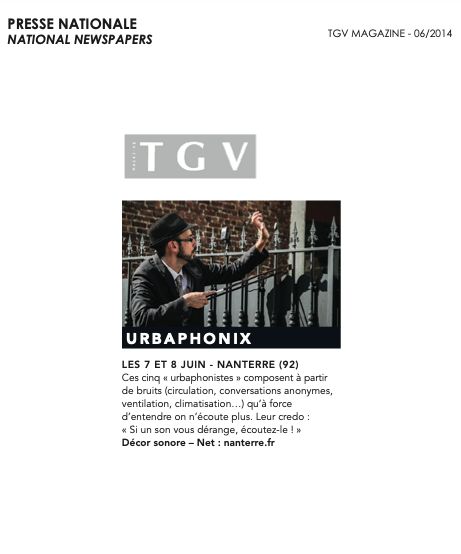 PRESSE NATIONALE
NATIONAL NEWSPAPERS
TGV MAGAZINE - 06/2014
TGV
URBAPHONIX
LES 7 ET 8 JUIN - NANTERRE (92)
Ces cinq « urbaphonistes » composent à partir
de bruits (circulation, conversations anonymes,
ventilation, climatisation…) qu’à force
d’entendre on n’écoute plus. Leur credo :
« Si un son vous dérange, écoutez-le ! »
Décor sonore – Net : nanterre.fr